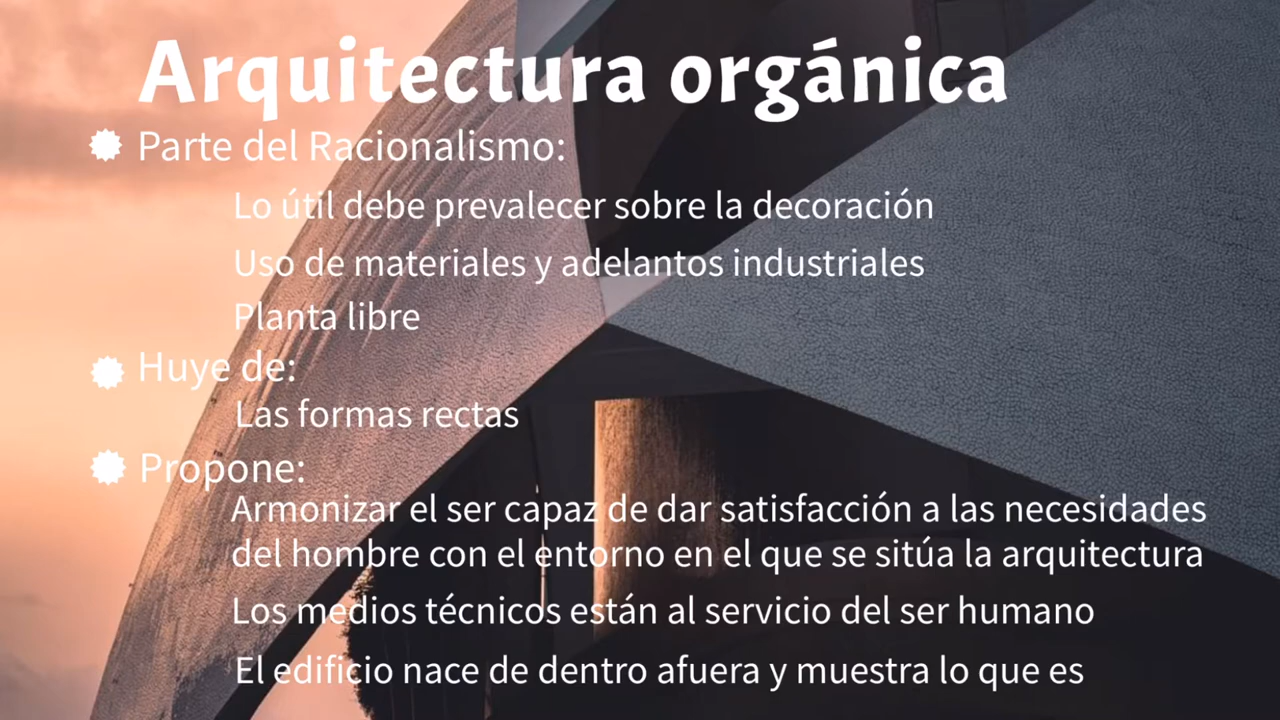 Arquitectura orgánica
Parte del Racionalismo:
Lo útil debe prevalecer sobre la decoración
Uso de materiales y adelantos industriales
Planta libre
Huye de:
Las formas rectas
Propone:
Armonizar el ser capaz de dar satisfacción a las necesidades
del hombre con el entorno en el que se sitúa la arquitectura
Los medios técnicos están al servicio del ser humano
El edificio nace de dentro afuera y muestra lo que es